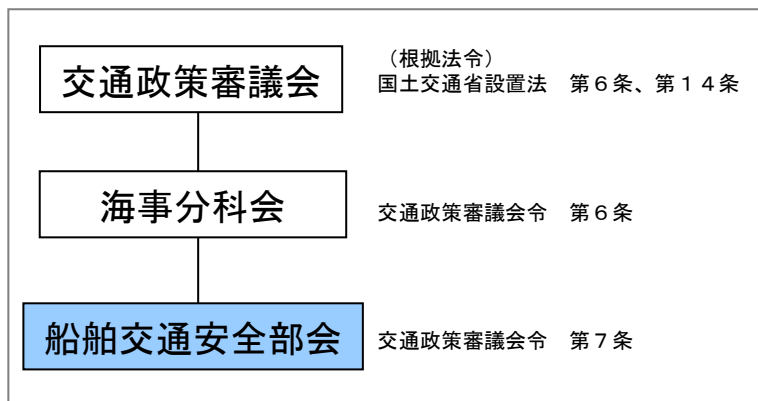 （根拠法令）
交通政策審議会
国土交通省設置法　第６条、第１４条
海事分科会
交通政策審議会令　第６条
船舶交通安全部会
交通政策審議会令　第７条